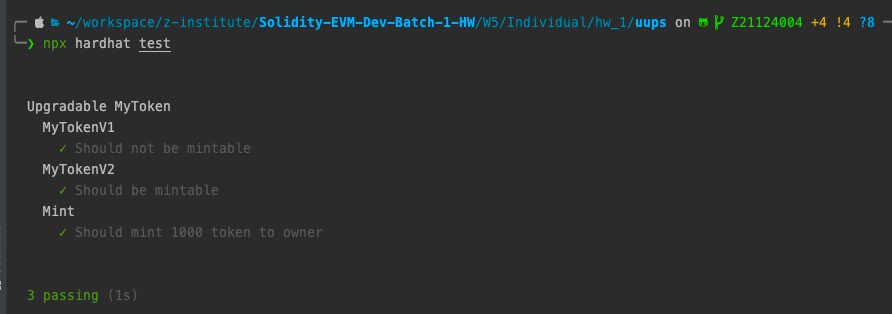 ~/workspace/z-institute/Solidity-EVM-Dev-Batch-1-HW/W5/Individual/hw_1/uups on Z21124004 +4 !4 ?8
❯ npx hardhat test
Upgradable MyToken
MyTokenV1
✓ Should not be mintable
MyTokenV2
✓ Should be mintable
Mint
✓ Should mint 1000 token to owner
3 passing (1s)